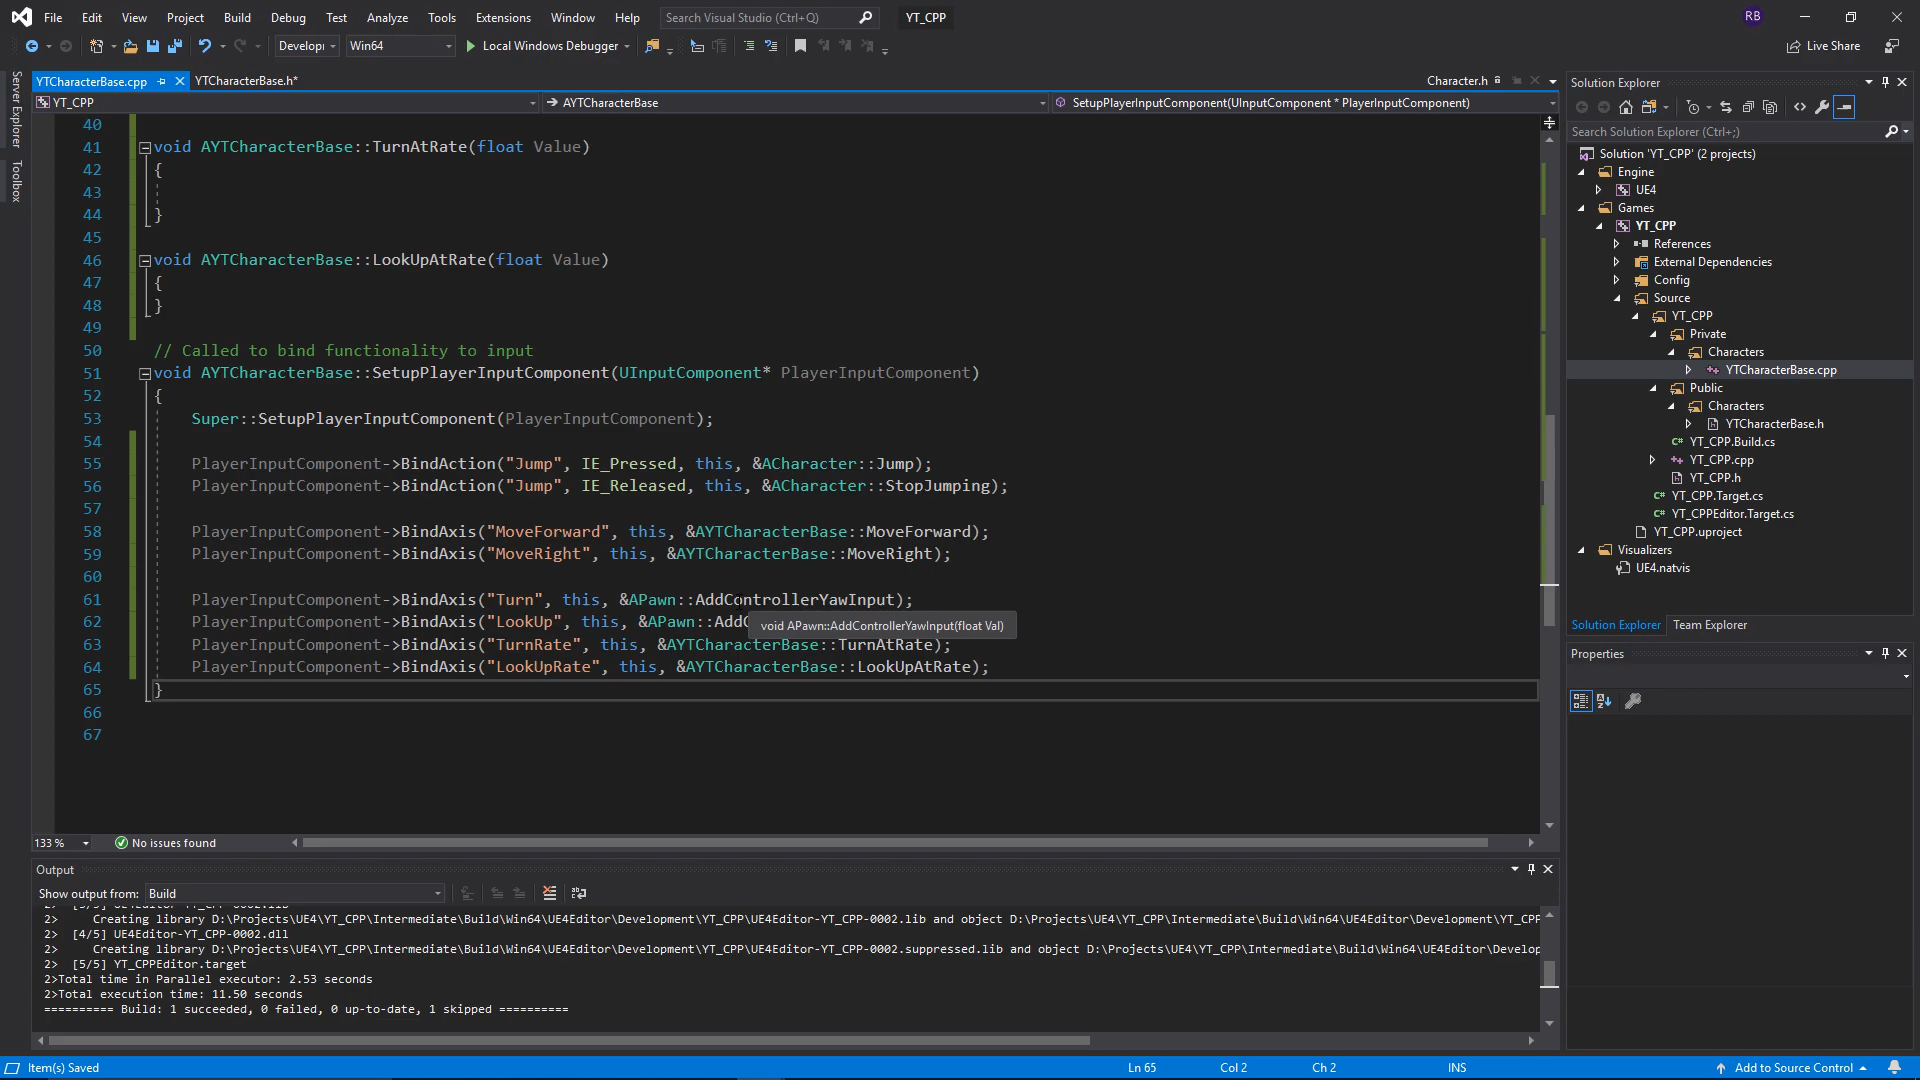 File Edit View Project Build Debug Test Analyze Tools Extensions Window Help Search Visual Studio (Ctrl+Q) YT_CPP RB
Develop Win64 Local Windows Debugger Live Share
YTCharacterBase.cpp YTCharacterBase.h* Character.h
YT_CPP AYTCharacterBase SetupPlayerInputComponent(UInputComponent * PlayerInputComponent)
Server Explorer
Toolbox
40
41 void AYTCharacterBase::TurnAtRate(float Value)
42 {
43
44 }
45
46 void AYTCharacterBase::LookUpAtRate(float Value)
47 {
48 }
49
50 // Called to bind functionality to input
51 void AYTCharacterBase::SetupPlayerInputComponent(UInputComponent* PlayerInputComponent)
52 {
53 Super::SetupPlayerInputComponent(PlayerInputComponent);
54
55 PlayerInputComponent->BindAction("Jump", IE_Pressed, this, &ACharacter::Jump);
56 PlayerInputComponent->BindAction("Jump", IE_Released, this, &ACharacter::StopJumping);
57
58 PlayerInputComponent->BindAxis("MoveForward", this, &AYTCharacterBase::MoveForward);
59 PlayerInputComponent->BindAxis("MoveRight", this, &AYTCharacterBase::MoveRight);
60
61 PlayerInputComponent->BindAxis("Turn", this, &APawn::AddControllerYawInput);
62 PlayerInputComponent->BindAxis("LookUp", this, &APawn::AddC
void APawn::AddControllerYawInput(float Val)
63 PlayerInputComponent->BindAxis("TurnRate", this, &AYTCharacterBase::TurnAtRate);
64 PlayerInputComponent->BindAxis("LookUpRate", this, &AYTCharacterBase::LookUpAtRate);
65 }
66
67
133 % No issues found
Output
Show output from: Build
2> Creating library D:\Projects\UE4\YT_CPP\Intermediate\Build\Win64\UE4Editor\Development\YT_CPP\UE4Editor-YT_CPP-0002.lib and object D:\Projects\UE4\YT_CPP\Intermediate\Build\Win64\UE4Editor\Development\YT_CPP
2> [4/5] UE4Editor-YT_CPP-0002.dll
2> Creating library D:\Projects\UE4\YT_CPP\Intermediate\Build\Win64\UE4Editor\Development\YT_CPP\UE4Editor-YT_CPP-0002.suppressed.lib and object D:\Projects\UE4\YT_CPP\Intermediate\Build\Win64\UE4Editor\Develop
2> [5/5] YT_CPPEditor.target
2>Total time in Parallel executor: 2.53 seconds
2>Total execution time: 11.50 seconds
========== Build: 1 succeeded, 0 failed, 0 up-to-date, 1 skipped ==========
Solution Explorer
Search Solution Explorer (Ctrl+;)
Solution 'YT_CPP' (2 projects)
Engine
UE4
Games
YT_CPP
References
External Dependencies
Config
Source
YT_CPP
Private
Characters
YTCharacterBase.cpp
Public
Characters
YTCharacterBase.h
YT_CPP.Build.cs
YT_CPP.cpp
YT_CPP.h
YT_CPP.Target.cs
YT_CPPEditor.Target.cs
YT_CPP.uproject
Visualizers
UE4.natvis
Solution Explorer Team Explorer
Properties
Item(s) Saved Ln 65 Col 2 Ch 2 INS Add to Source Control